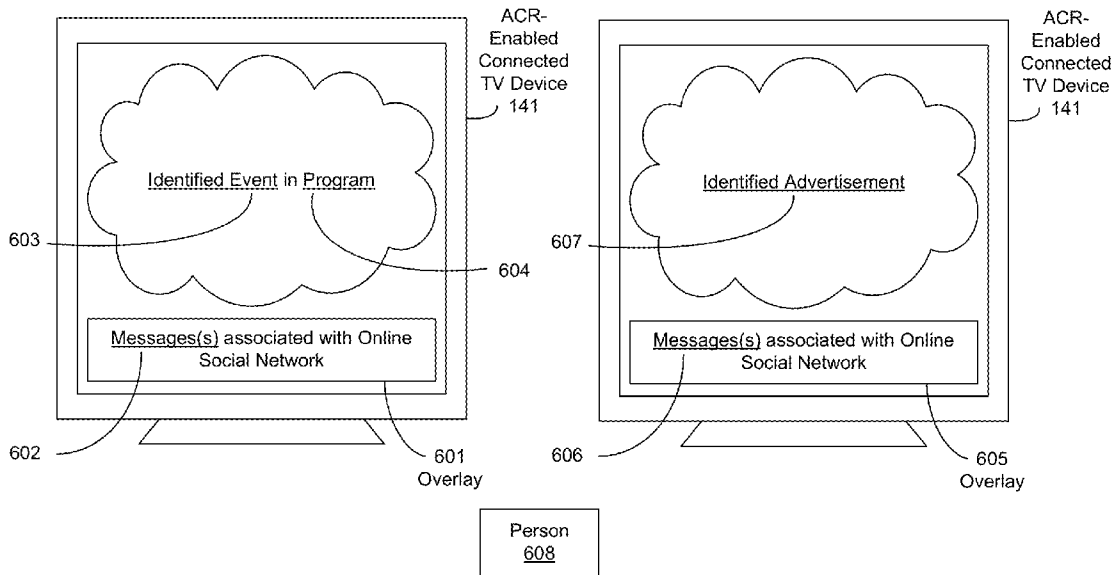 ACR-
Enabled
Connected
TV Device
141
Identified Event in Program
603
604
Messages(s) associated with Online
Social Network
602
601
Overlay
ACR-
Enabled
Connected
TV Device
141
Identified Advertisement
607
Messages(s) associated with Online
Social Network
606
605
Overlay
Person
608